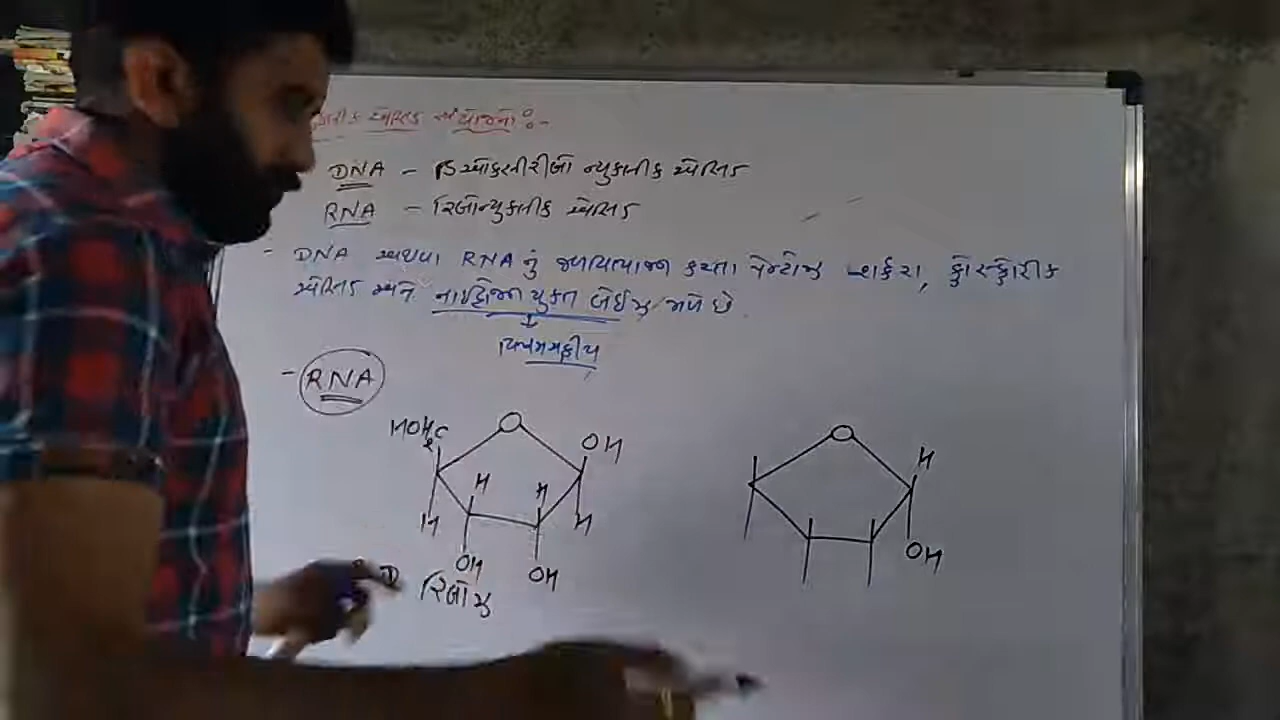 એસિડ સંયોજનો :-
DNA - ડિઓક્સીરીબો ન્યુક્લીક એસિડ
RNA - રિબોન્યુક્લીક એસિડ
- DNA અથવા RNA નું જળવિભાજન કરતા પેન્ટોઝ શર્કરા, ફોસ્ફોરીક
એસિડ અને નાઈટ્રોજન યુક્ત બેઈઝ મળે છે.
↓
વિષમચક્રીય
- RNA
HOH₂C O OH
H H
H H
OH OH
D રિબોઝ
O H
OH